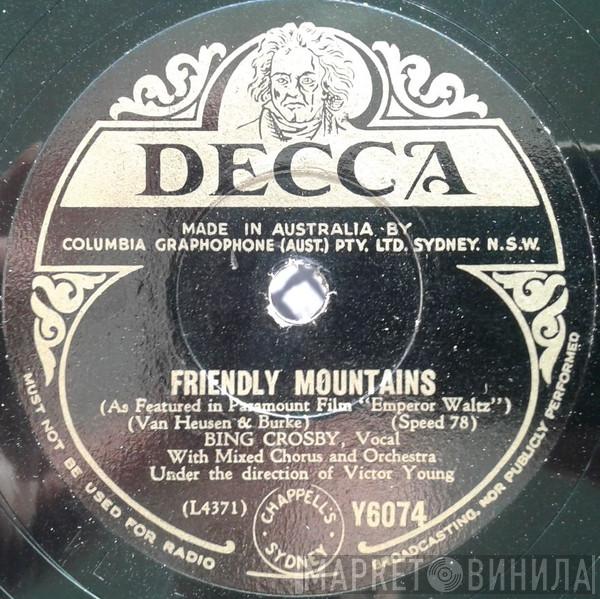 DECCA
MADE IN AUSTRALIA BY
COLUMBIA GRAPHOPHONE (AUST.) PTY. LTD. SYDNEY. N.S.W.
FRIENDLY MOUNTAINS
(As Featured in Paramount Film "Emperor Waltz")
(Van Heusen & Burke) (Speed 78)
BING CROSBY, Vocal
With Mixed Chorus and Orchestra
Under the direction of Victor Young
(L4371) CHAPPELL'S SYDNEY Y6074
MUST NOT BE USED FOR RADIO BROADCASTING, NOR PUBLICLY PERFORMED
МАРКЕТ ВИНИЛА